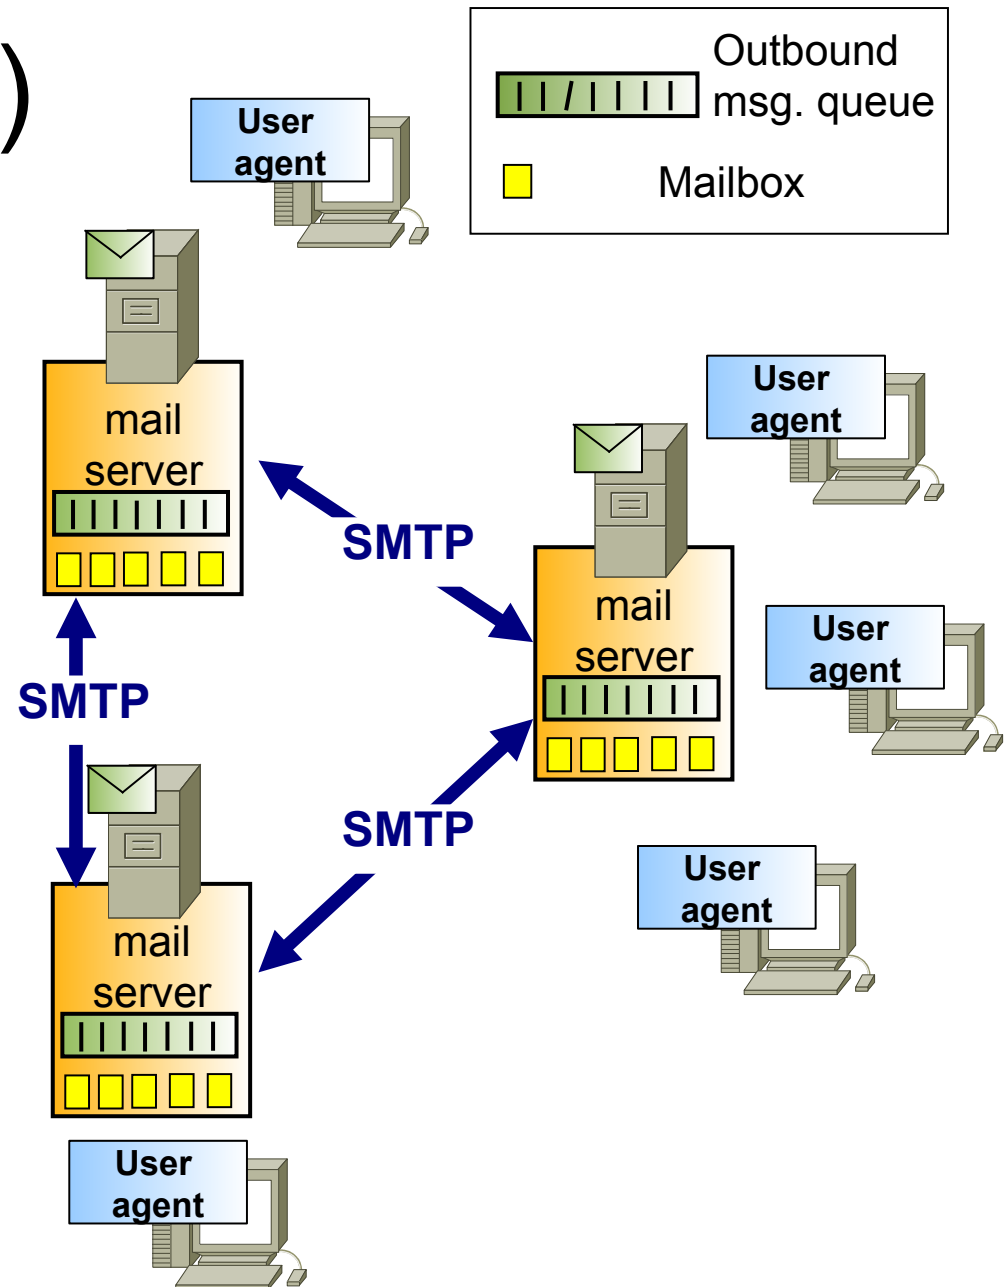 )
Outbound
msg. queue
Mailbox
User
agent
mail
server
User
agent
SMTP
mail
server
User
agent
SMTP
SMTP
mail
server
User
agent
User
agent